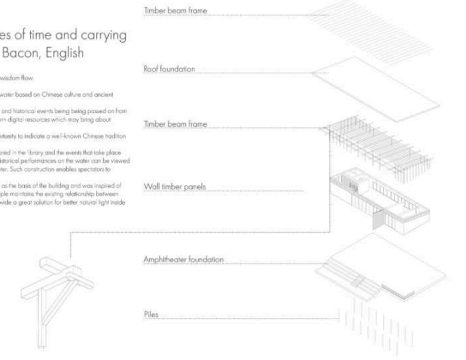 es of time and carrying
Bacon, English
wisdom flow
water based on Chinese culture and ancient
and historical events being being passed on from
ern digital resources which may bring about
rtunity to indicate a well-known Chinese tradition
ored in the library and the events that take place
historical performances on the water can be viewed
ter. Such construction enables spectators to
as the basis of the building and was inspired of
ple maintains the existing relationship between
vide a great solution for better natural light inside
Timber beam frame
Roof foundation
Timber beam frame
Wall timber panels
Amphitheater foundation
Piles